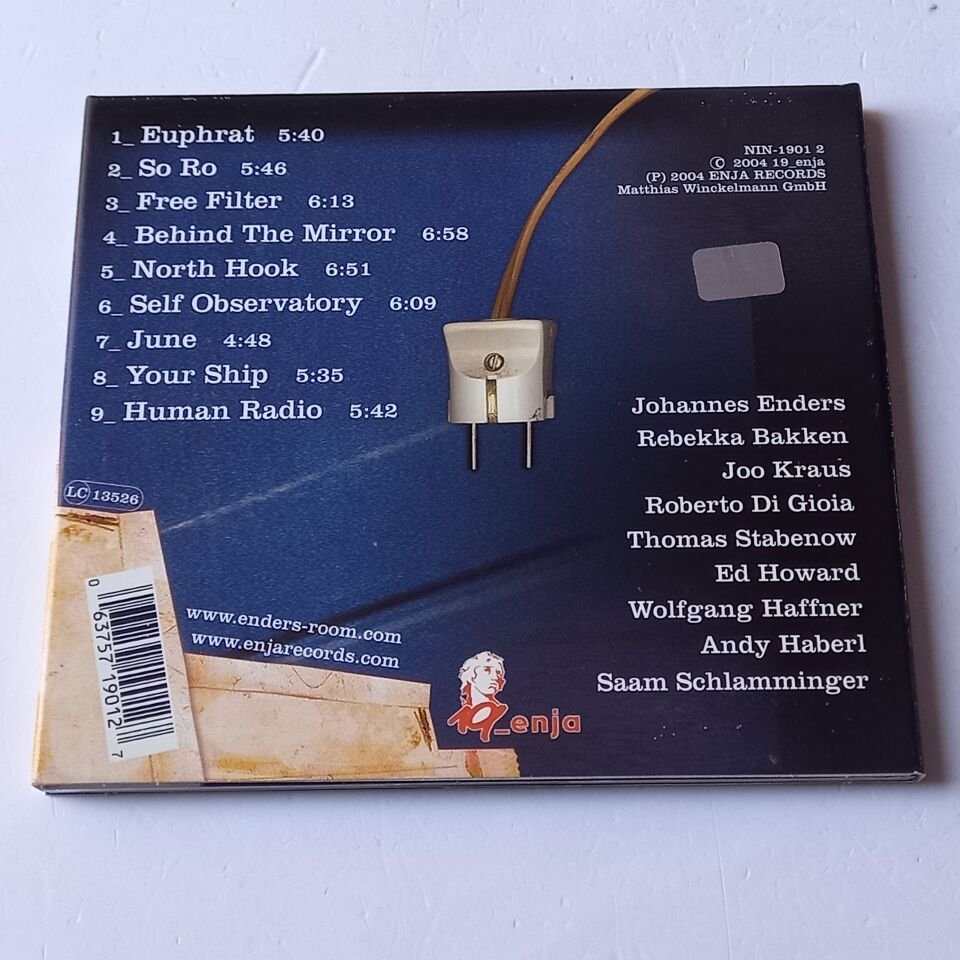 1_ Euphrat 5:40
2_ So Ro 5:46
3_ Free Filter 6:13
4_ Behind The Mirror 6:58
5_ North Hook 6:51
6_ Self Observatory 6:09
7_ June 4:48
8_ Your Ship 5:35
9_ Human Radio 5:42
NIN-1901 2
© 2004 19_enja
(P) 2004 ENJA RECORDS
Matthias Winckelmann GmbH
Johannes Enders
Rebekka Bakken
Joo Kraus
Roberto Di Gioia
Thomas Stabenow
Ed Howard
Wolfgang Haffner
Andy Haberl
Saam Schlamminger
LC 13526
0 63757 19012 7
www.enders-room.com
www.enjarecords.com
19_enja